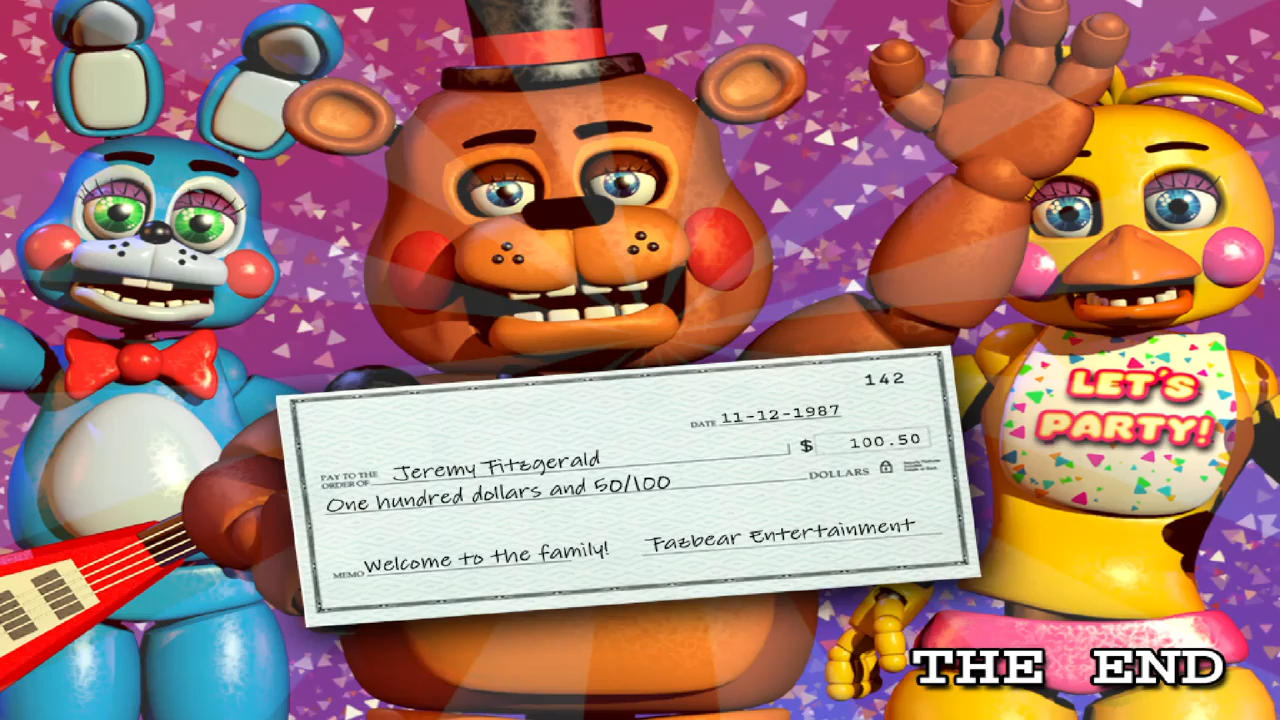 142
DATE 11-12-1987
PAY TO THE
ORDER OF Jeremy Fitzgerald $ 100.50
One hundred dollars and 50/100 DOLLARS
MEMO Welcome to the family! Fazbear Entertainment
LET'S
PARTY!
THE END